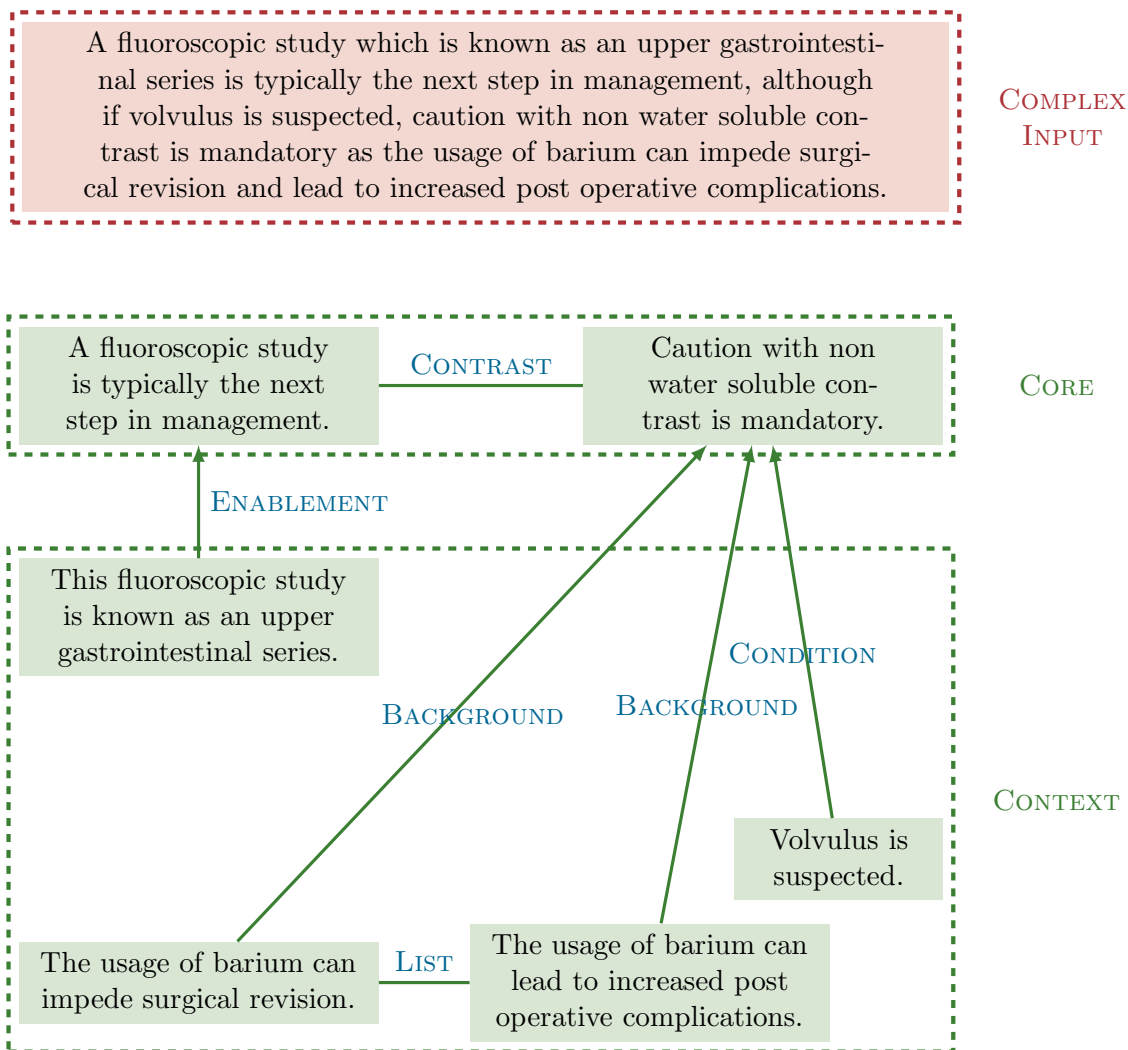 A fluoroscopic study which is known as an upper gastrointesti-
nal series is typically the next step in management, although
if volvulus is suspected, caution with non water soluble con-
trast is mandatory as the usage of barium can impede surgi-
cal revision and lead to increased post operative complications.
COMPLEX
INPUT
A fluoroscopic study
is typically the next
step in management.
CONTRAST
Caution with non
water soluble con-
trast is mandatory.
CORE
ENABLEMENT
This fluoroscopic study
is known as an upper
gastrointestinal series.
CONDITION
BACKGROUND
BACKGROUND
CONTEXT
Volvulus is
suspected.
The usage of barium can
impede surgical revision.
LIST
The usage of barium can
lead to increased post
operative complications.